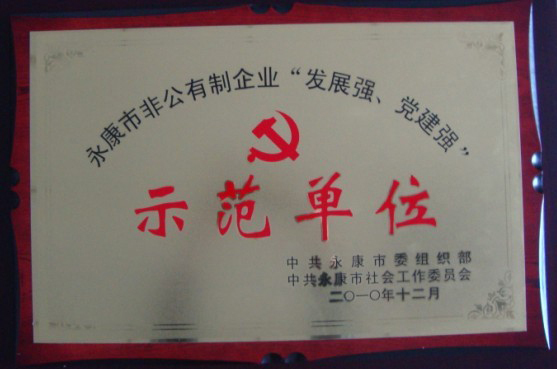 永康市非公有制企业“发展强、党建强”
示范单位
中共永康市委组织部
中共永康市社会工作委员会
二〇一〇年十二月